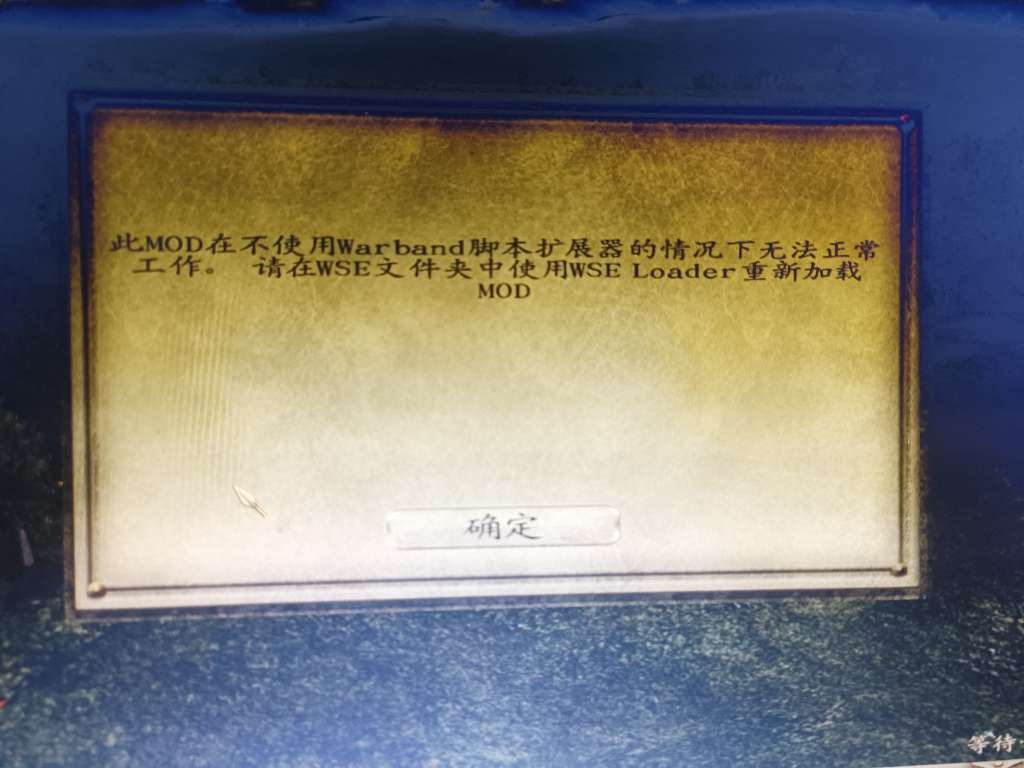 此MOD在不使用Warband脚本扩展器的情况下无法正常
工作。 请在WSE文件夹中使用WSE Loader重新加载
MOD
确定
等待